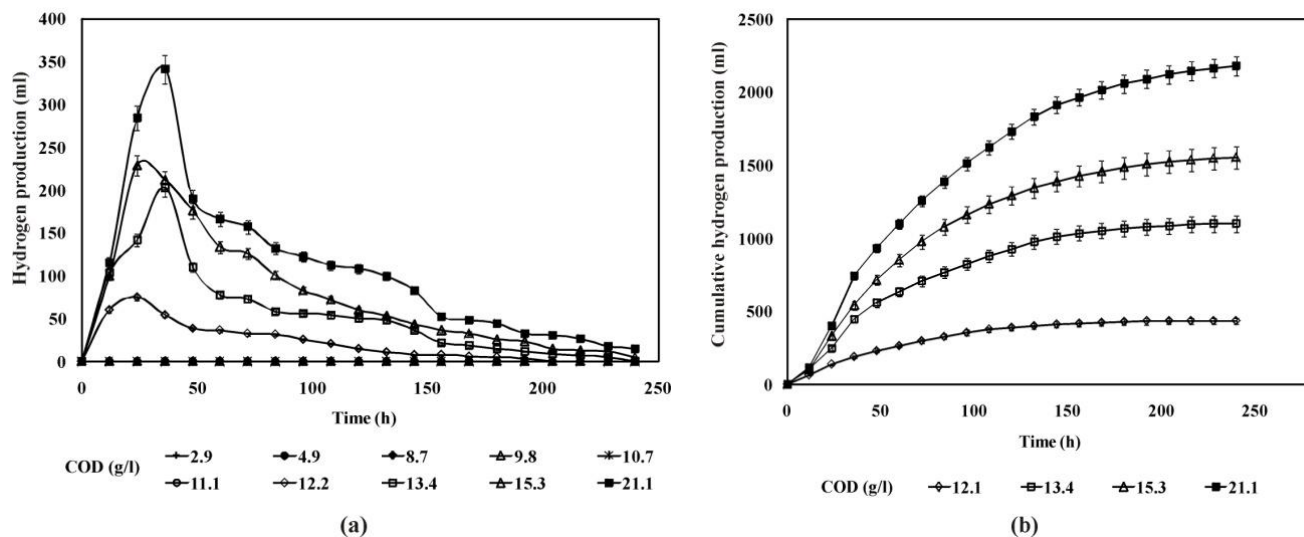 400
350
300
250
200
150
100
50
0
Hydrogen production (ml)
0 50 100 150 200 250
Time (h)
COD (g/l)
2.9 4.9 8.7 9.8 10.7
11.1 12.2 13.4 15.3 21.1
(a)
2500
2000
1500
1000
500
0
Cumulative hydrogen production (ml)
0 50 100 150 200 250
Time (h)
COD (g/l) 12.1 13.4 15.3 21.1
(b)